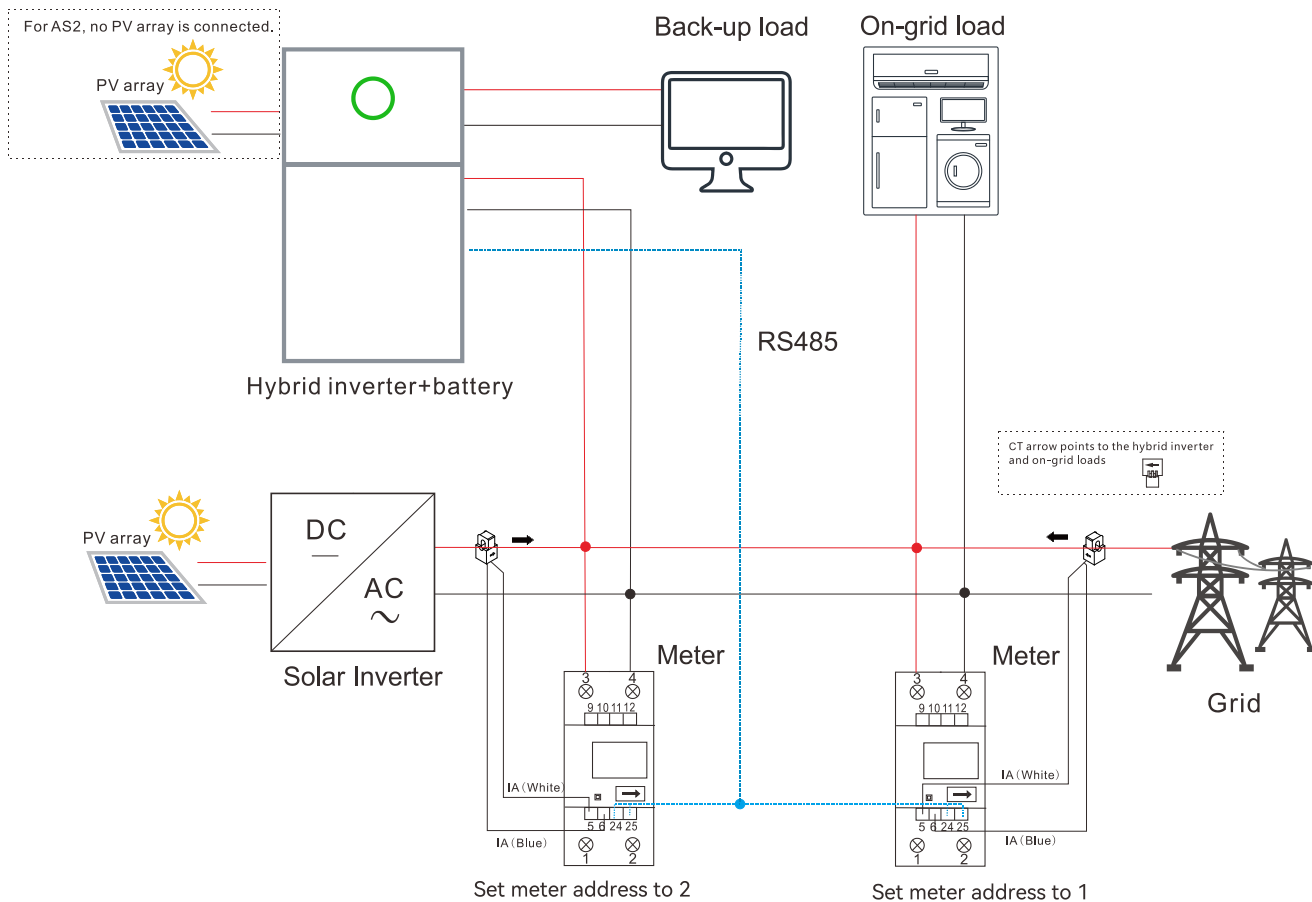 For AS2, no PV array is connected.
PV array
Back-up load
On-grid load
RS485
Hybrid inverter+battery
CT arrow points to the hybrid inverter
and on-grid loads
PV array
DC
AC
Solar Inverter
Meter
3 4
9 10 11 12
IA(White)
5 6 24 25
IA(Blue)
1 2
Set meter address to 2
Meter
3 4
9 10 11 12
IA(White)
5 6 24 25
IA(Blue)
1 2
Set meter address to 1
Grid